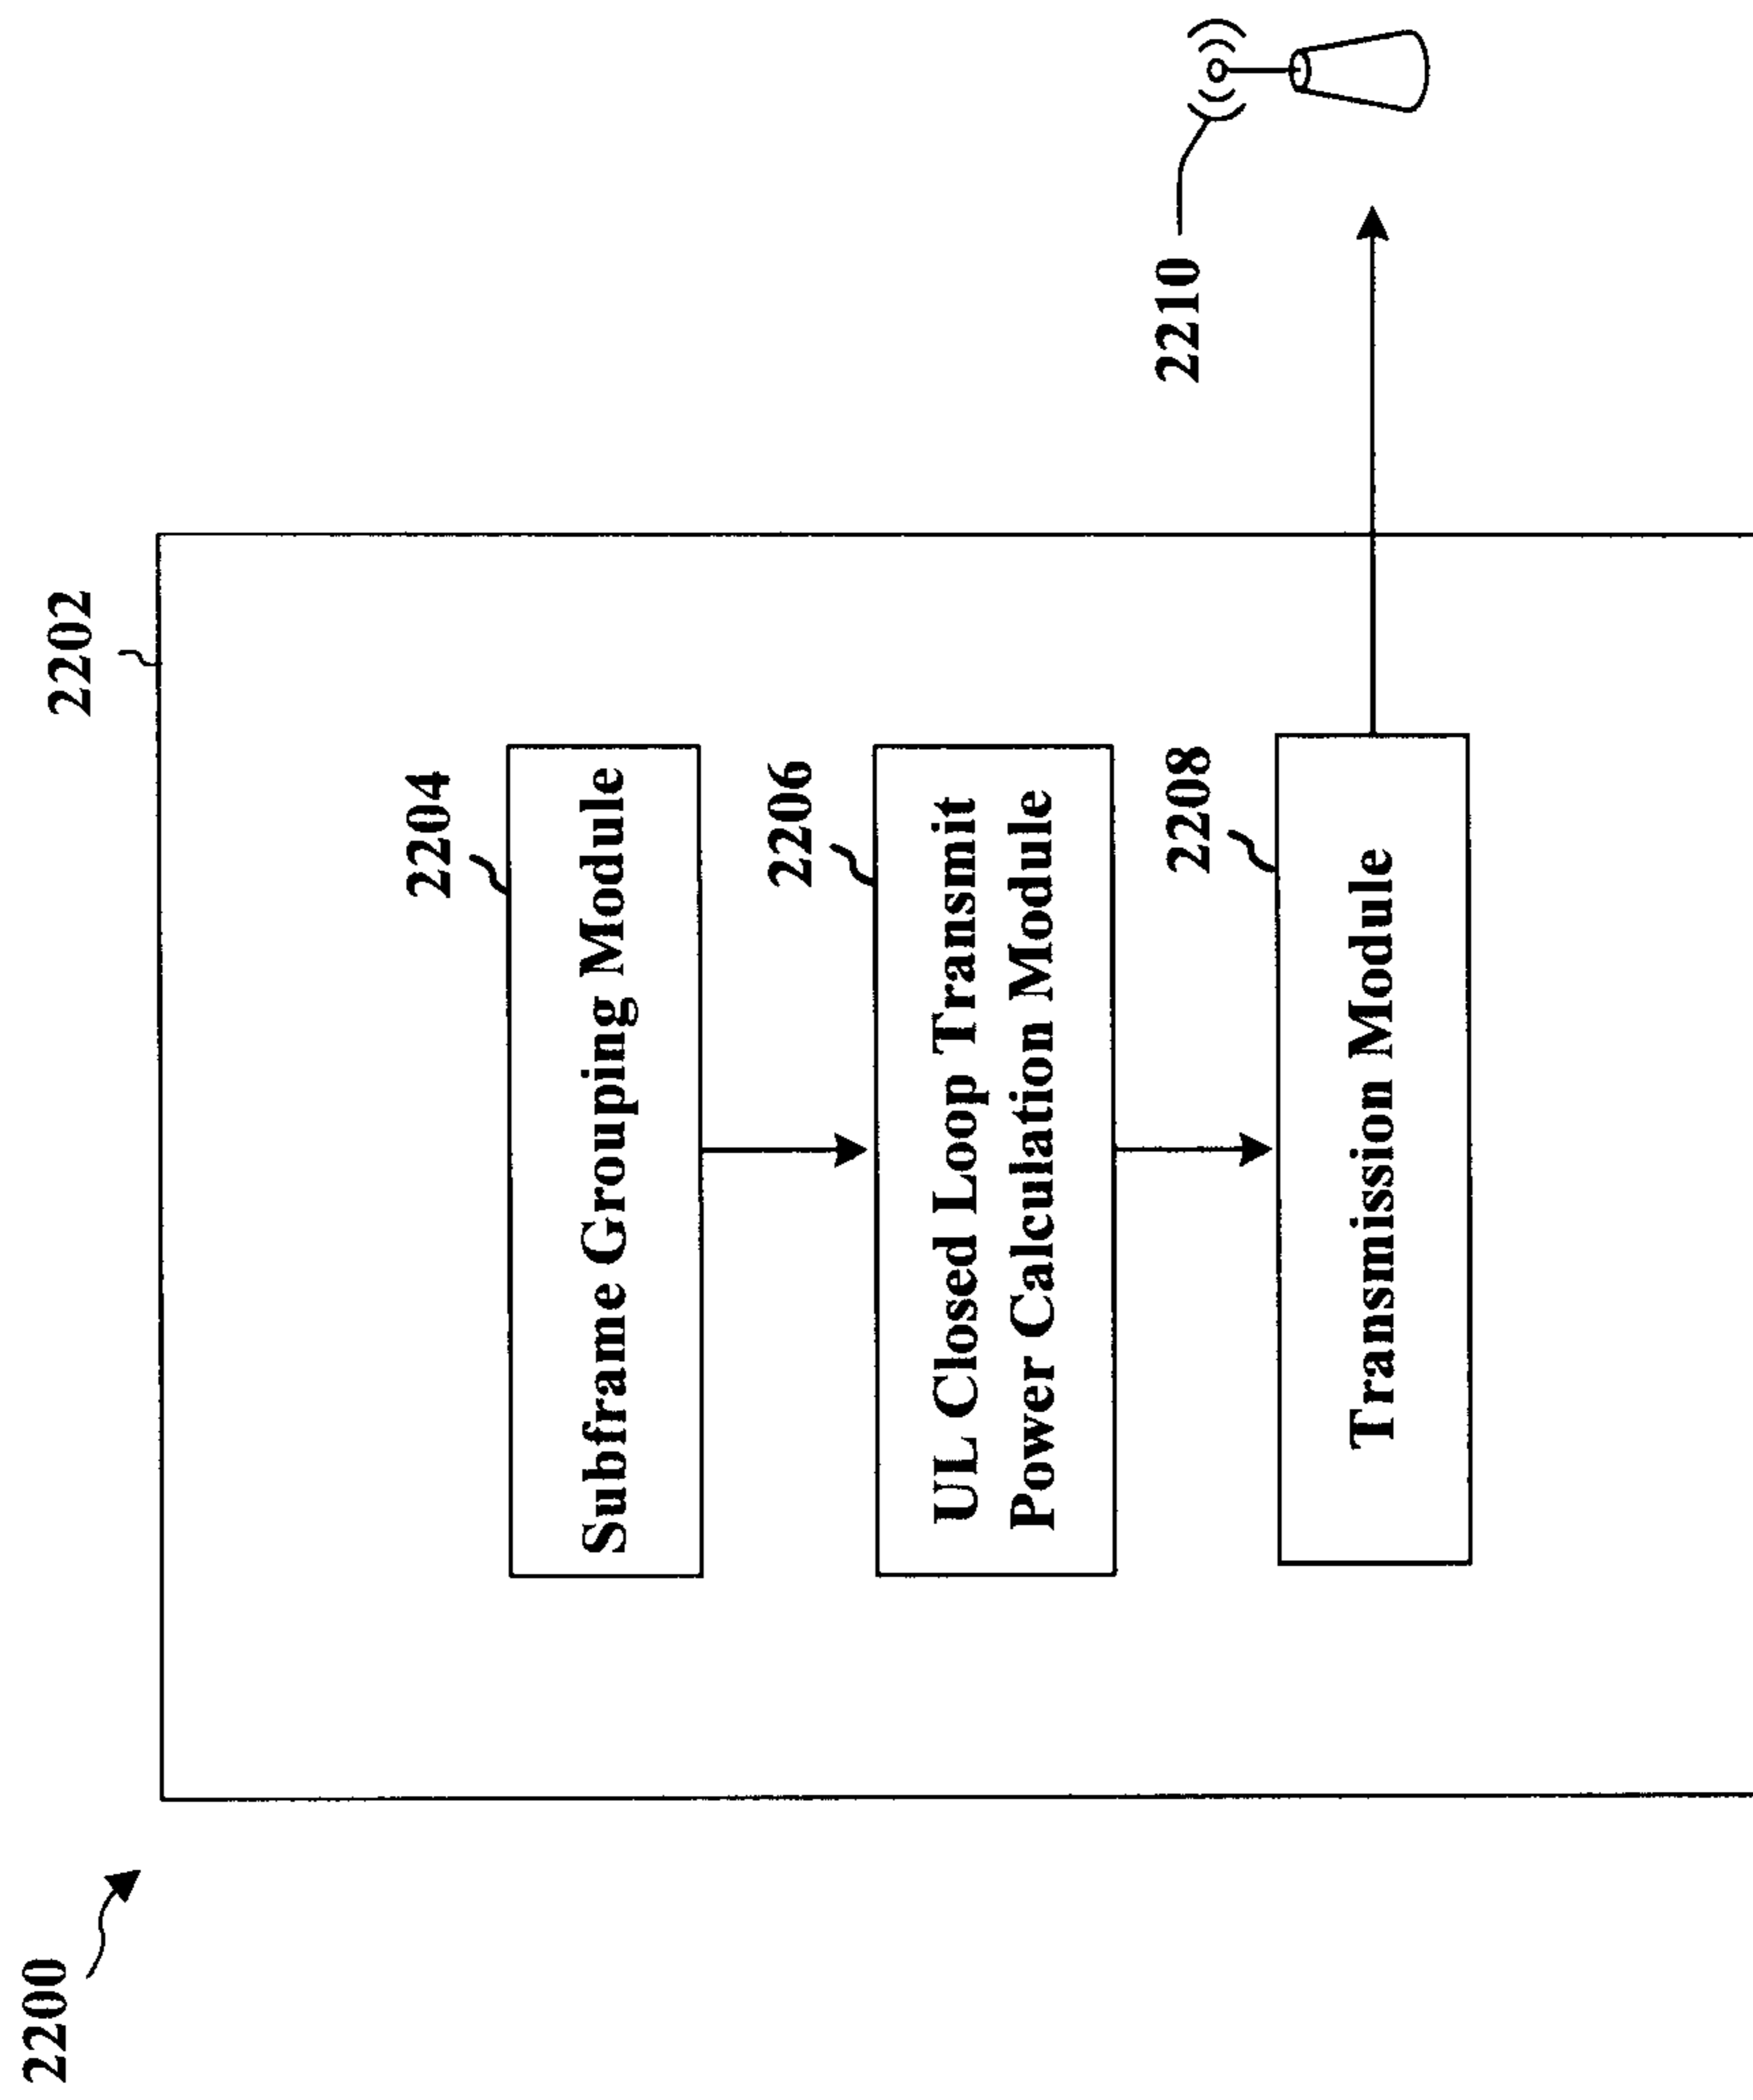 2200
2202
2204
Subframe Grouping Module
2206
UL Closed Loop Transmit
Power Calculation Module
2208
Transmission Module
2210